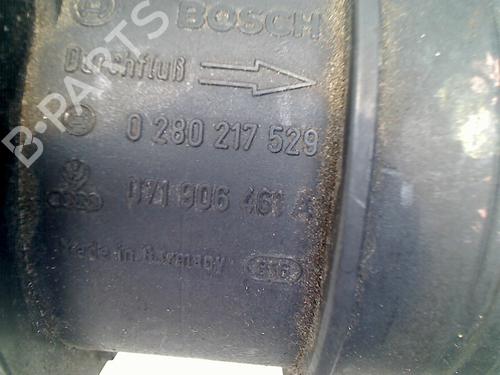 BOSCH
Durchfluß
0 280 217 529
071 906 461 A
Made in Germany
B-PARTS